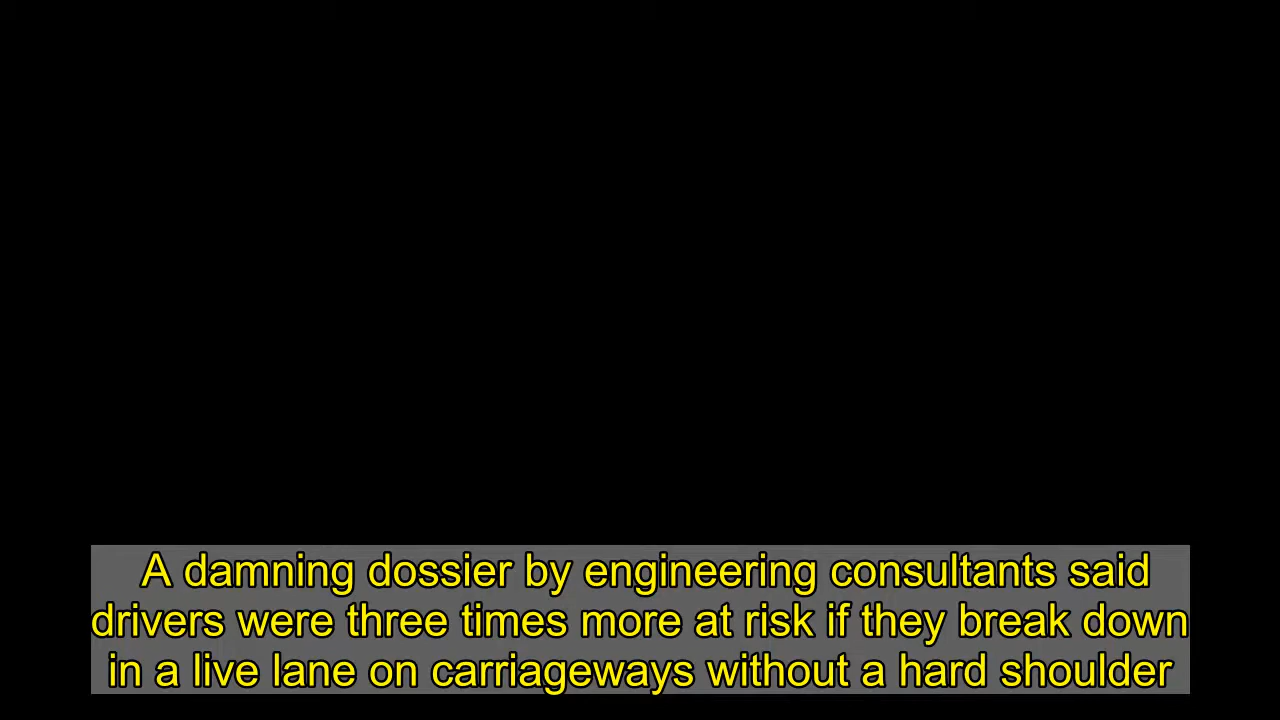 A damning dossier by engineering consultants said
drivers were three times more at risk if they break down
in a live lane on carriageways without a hard shoulder